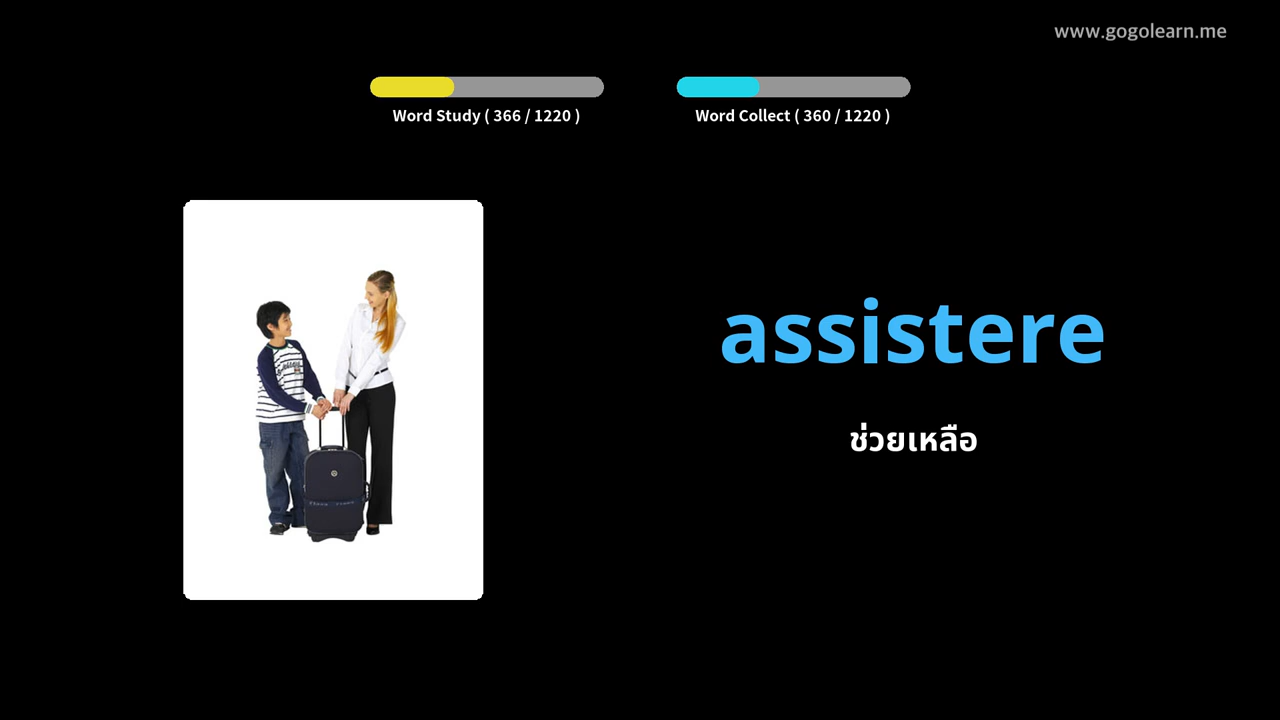 www.gogolearn.me
Word Study ( 366 / 1220 )
Word Collect ( 360 / 1220 )
assistere
ช่วยเหลือ